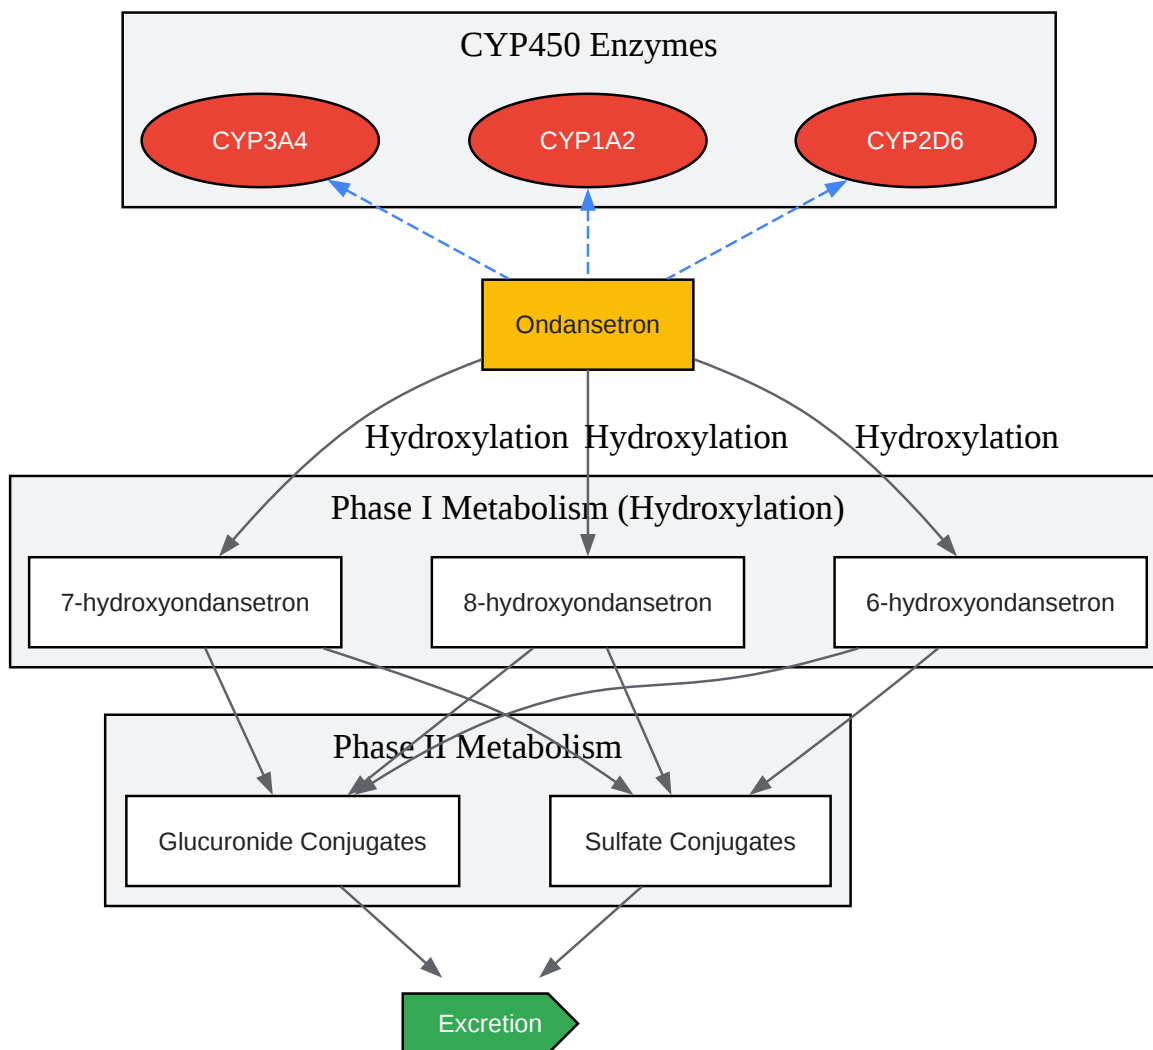 CYP450 Enzymes
CYP3A4
CYP1A2
CYP2D6
Ondansetron
Hydroxylation
Hydroxylation
Hydroxylation
Phase I Metabolism (Hydroxylation)
7-hydroxyondansetron
8-hydroxyondansetron
6-hydroxyondansetron
Phase II Metabolism
Glucuronide Conjugates
Sulfate Conjugates
Excretion